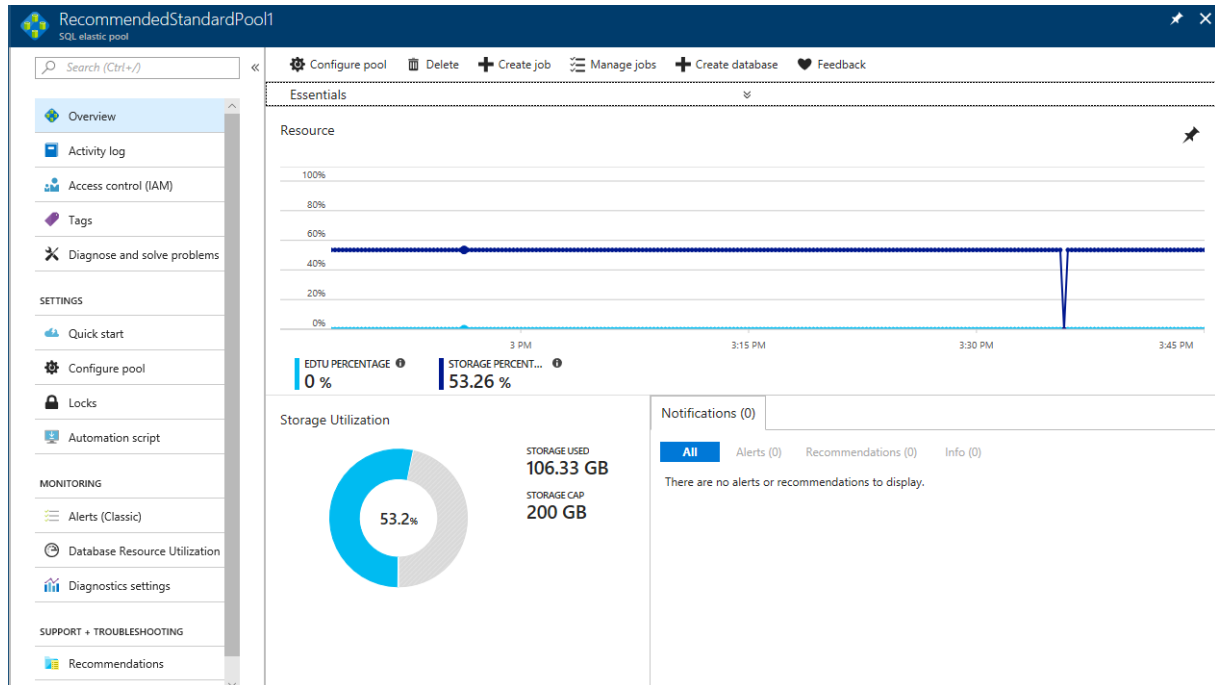 RecommendedStandardPool1
SQL elastic pool
Search (Ctrl+/)
Overview
Activity log
Access control (IAM)
Tags
Diagnose and solve problems
SETTINGS
Quick start
Configure pool
Locks
Automation script
MONITORING
Alerts (Classic)
Database Resource Utilization
Diagnostics settings
SUPPORT + TROUBLESHOOTING
Recommendations
Configure pool Delete Create job Manage jobs Create database Feedback
Essentials
Resource
100%
80%
60%
40%
20%
0%
3 PM 3:15 PM 3:30 PM 3:45 PM
EDTU PERCENTAGE STORAGE PERCENT...
0 % 53.26 %
Storage Utilization
53.2%
STORAGE USED
106.33 GB
STORAGE CAP
200 GB
Notifications (0)
All Alerts (0) Recommendations (0) Info (0)
There are no alerts or recommendations to display.